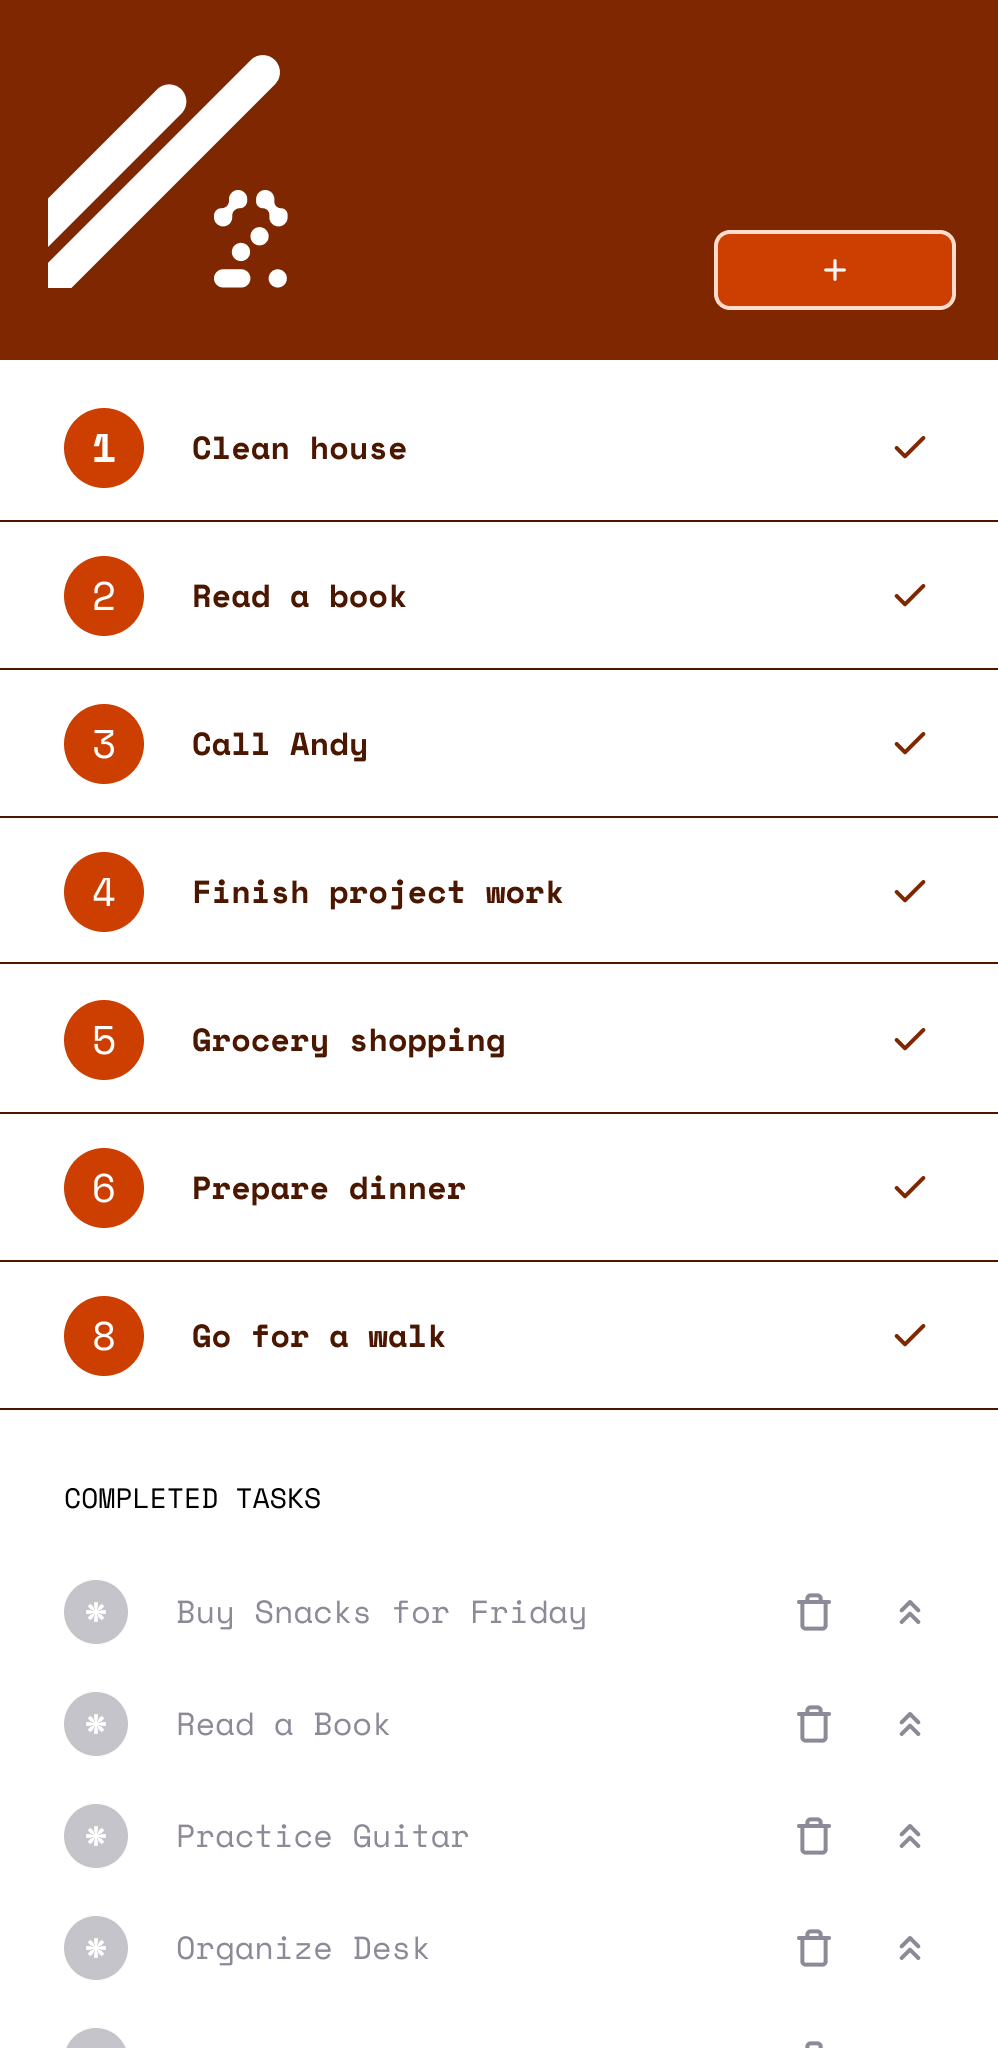 +
1 Clean house
2 Read a book
3 Call Andy
4 Finish project work
5 Grocery shopping
6 Prepare dinner
8 Go for a walk
COMPLETED TASKS
Buy Snacks for Friday
Read a Book
Practice Guitar
Organize Desk